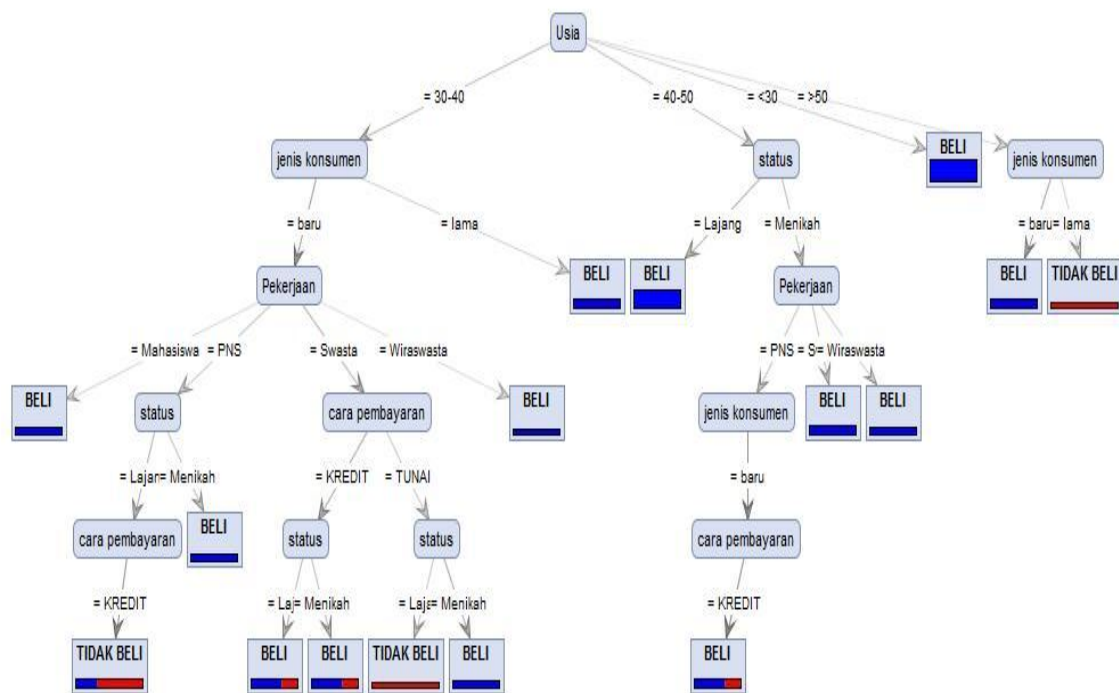 Usia
= 30-40
= 40-50
= <30
= >50
jenis konsumen
status
BELI
jenis konsumen
= baru
= lama
= Lajang
= Menikah
= baru
= lama
Pekerjaan
BELI
BELI
Pekerjaan
BELI
TIDAK BELI
= Mahasiswa
= PNS
= Swasta
= Wiraswasta
= PNS
= S
= Wiraswasta
BELI
status
cara pembayaran
BELI
jenis konsumen
BELI
BELI
= Lajan
= Menikah
= KREDIT
= TUNAI
= baru
cara pembayaran
BELI
status
status
cara pembayaran
= KREDIT
= Laj
= Menikah
= Laja
= Menikah
= KREDIT
TIDAK BELI
BELI
BELI
TIDAK BELI
BELI
BELI